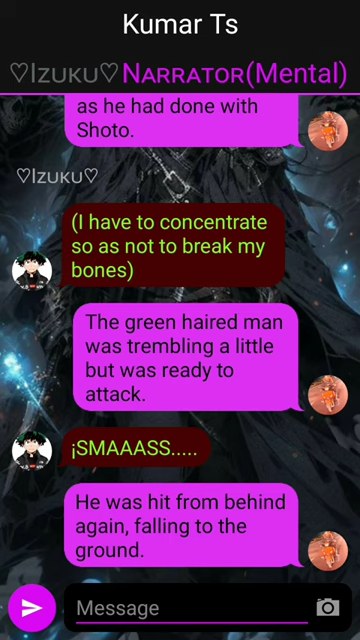 Kumar Ts
♡Izuku♡Narrator(Mental)
as he had done with
Shoto.
♡Izuku♡
(I have to concentrate
so as not to break my
bones)
The green haired man
was trembling a little
but was ready to
attack.
¡SMAAASS.....
He was hit from behind
again, falling to the
ground.
Message